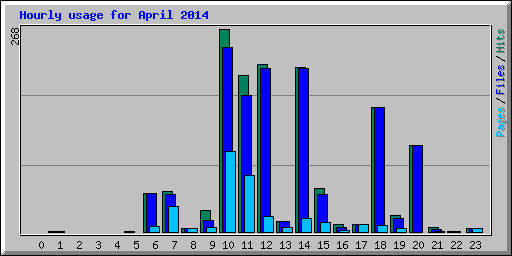 Hourly usage for April 2014
268
Pages/Files/Hits
0 1 2 3 4 5 6 7 8 9 10 11 12 13 14 15 16 17 18 19 20 21 22 23